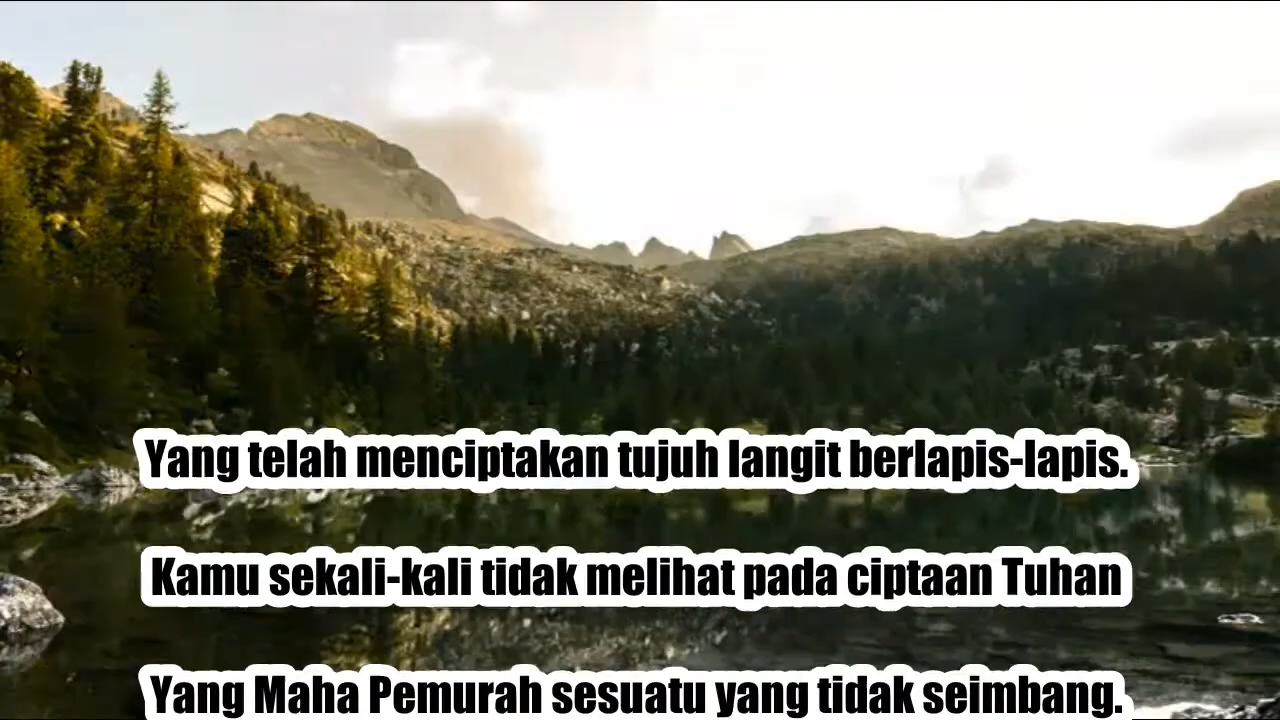 Yang telah menciptakan tujuh langit berlapis-lapis.
Kamu sekali-kali tidak melihat pada ciptaan Tuhan
Yang Maha Pemurah sesuatu yang tidak seimbang.